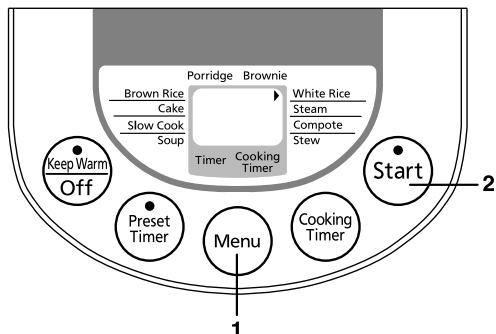 Porridge Brownie
Brown Rice White Rice
Cake Steam
Slow Cook Compote
Soup Stew
Timer Cooking Timer
Keep Warm
Off
Start
2
Preset
Timer
Menu
Cooking
Timer
1